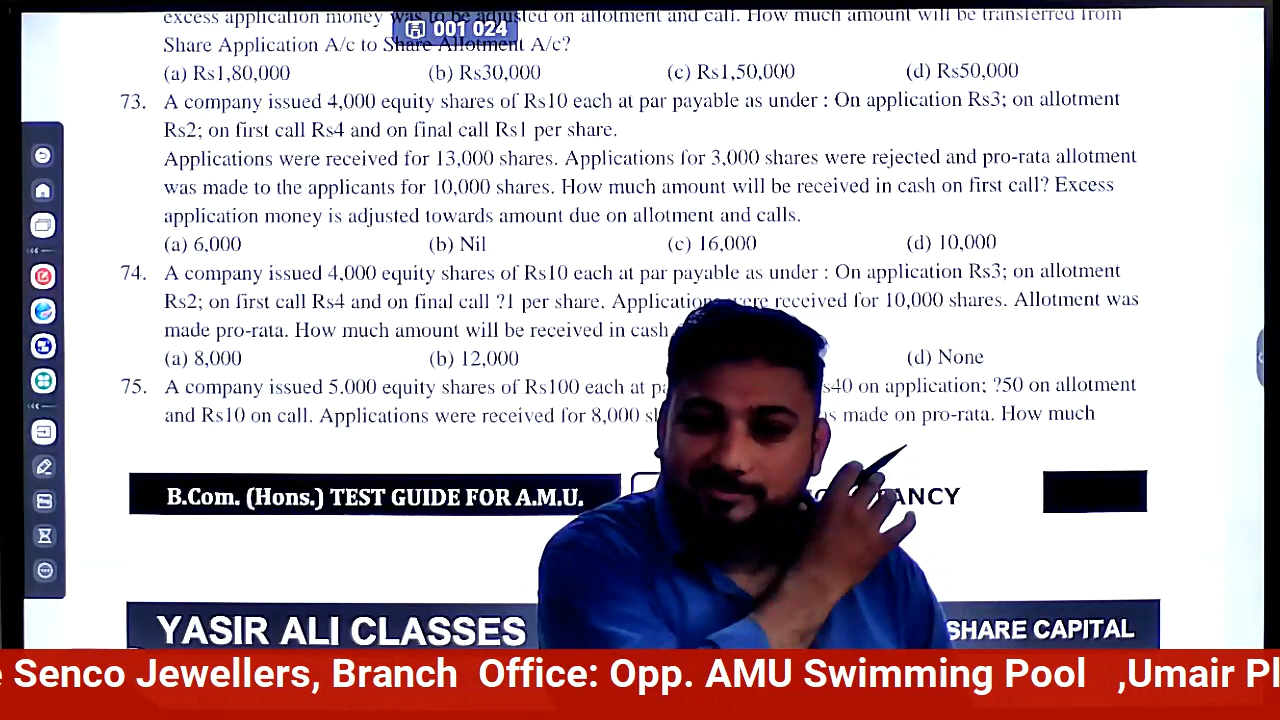 excess application money was to be adjusted on allotment and call. How much amount will be transferred from
001 024
Share Application A/c to Share Allotment A/c?
(a) Rs1,80,000 (b) Rs30,000 (c) Rs1,50,000 (d) Rs50,000
73. A company issued 4,000 equity shares of Rs10 each at par payable as under : On application Rs3; on allotment
Rs2; on first call Rs4 and on final call Rs1 per share.
Applications were received for 13,000 shares. Applications for 3,000 shares were rejected and pro-rata allotment
was made to the applicants for 10,000 shares. How much amount will be received in cash on first call? Excess
application money is adjusted towards amount due on allotment and calls.
(a) 6,000 (b) Nil (c) 16,000 (d) 10,000
74. A company issued 4,000 equity shares of Rs10 each at par payable as under : On application Rs3; on allotment
Rs2; on first call Rs4 and on final call ?1 per share. Applications were received for 10,000 shares. Allotment was
made pro-rata. How much amount will be received in cash
(a) 8,000 (b) 12,000 (d) None
75. A company issued 5.000 equity shares of Rs100 each at on application; ?50 on allotment
and Rs10 on call. Applications were received for 8,000 made on pro-rata. How much
B.Com. (Hons.) TEST GUIDE FOR A.M.U.
YASIR ALI CLASSES SHARE CAPITAL
Senco Jewellers, Branch Office: Opp. AMU Swimming Pool ,Umair